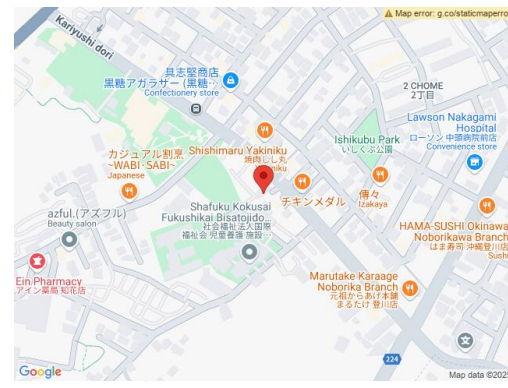 Map error: g.co/staticmaperro
Kariyushi dori
具志堅商店
黒糖アガラサー (黒糖…
Confectionery store
2 CHOME
2丁目
Lawson Nakagami
Hospital
ローソン 中頭病院前店
Convenience store
Ishikubu Park
いしくぶ公園
カジュアル割烹
~WABI･SABI~
Japanese
Shishimaru Yakiniku
焼肉しし丸
niku
チキンメダル
傳々
Izakaya
Shafuku Kokusai
Fukushikai Bisatojido...
社会福祉法人国際
福祉会 児童養護 施設…
azful.(アズフル)
Beauty salon
HAMA-SUSHI Okinawa
Noborikawa Branch
はま寿司 沖縄登川店
Sushi
Ein Pharmacy
アイン薬局 知花店
Marutake Karaage
Noborika Branch
元祖からあげ本舗
まるたけ 登川店
224
Google
Map data ©2025